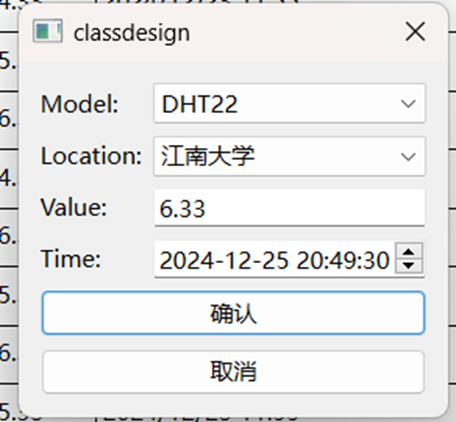 classdesign
Model: DHT22
Location: 江南大学
Value: 6.33
Time: 2024-12-25 20:49:30
确认
取消